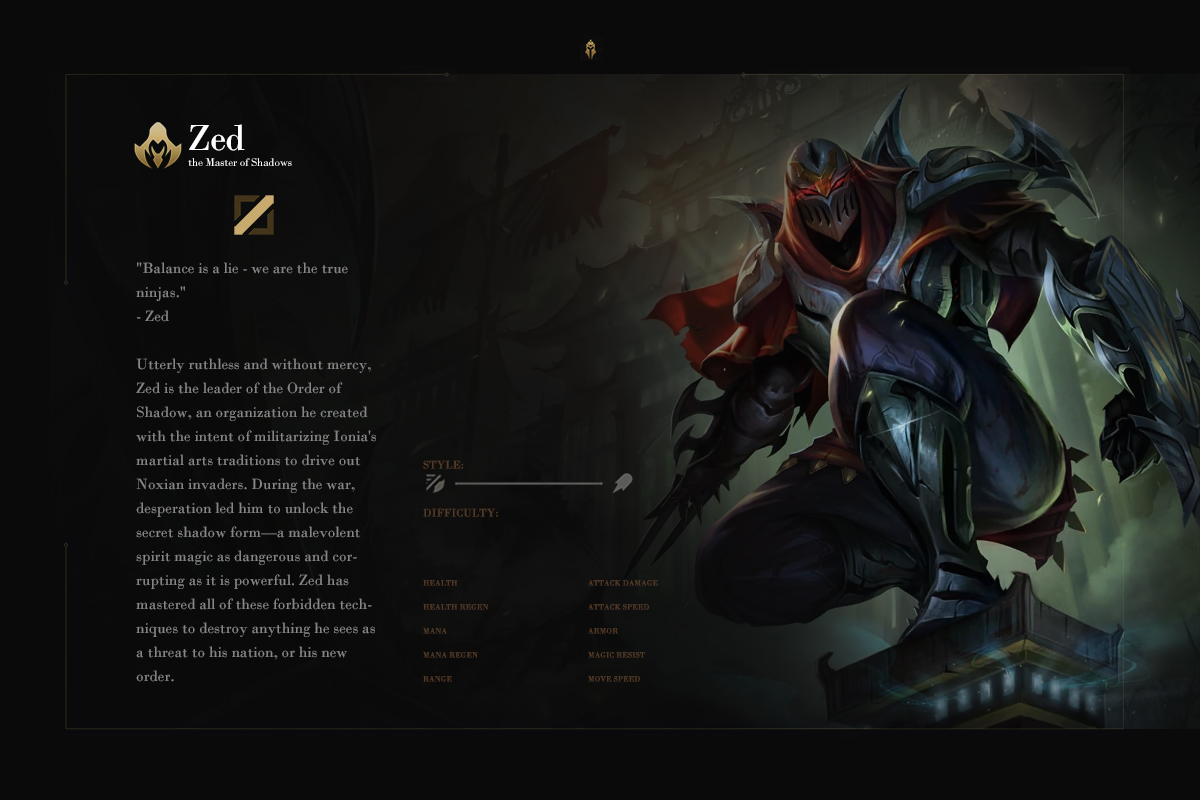 Zed
the Master of Shadows
"Balance is a lie - we are the true
ninjas."
- Zed
Utterly ruthless and without mercy,
Zed is the leader of the Order of
Shadow, an organization he created
with the intent of militarizing Ionia's
martial arts traditions to drive out
Noxian invaders. During the war,
desperation led him to unlock the
secret shadow form—a malevolent
spirit magic as dangerous and cor-
rupting as it is powerful. Zed has
mastered all of these forbidden tech-
niques to destroy anything he sees as
a threat to his nation, or his new
order.
STYLE:
DIFFICULTY:
HEALTH
HEALTH REGEN
MANA
MANA REGEN
RANGE
ATTACK DAMAGE
ATTACK SPEED
ARMOR
MAGIC RESIST
MOVE SPEED